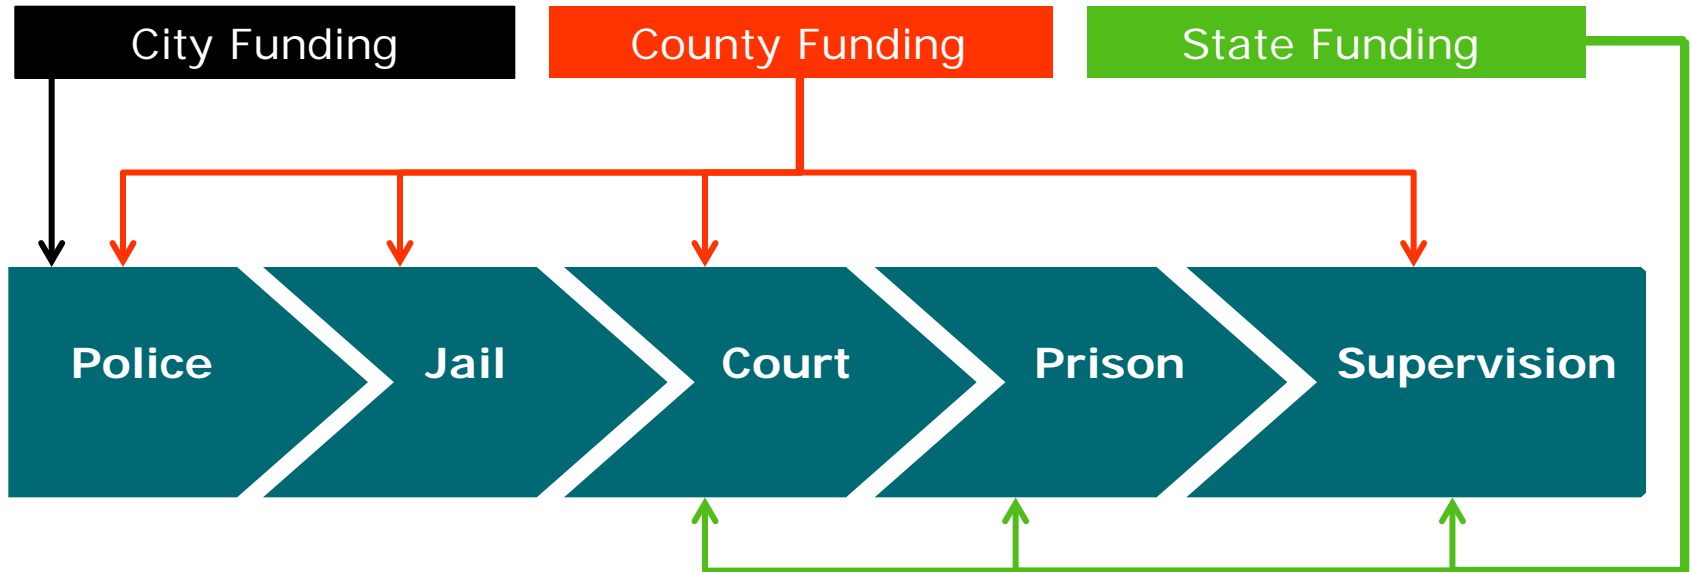 City Funding
County Funding
State Funding
Police
Jail
Court
Prison
Supervision